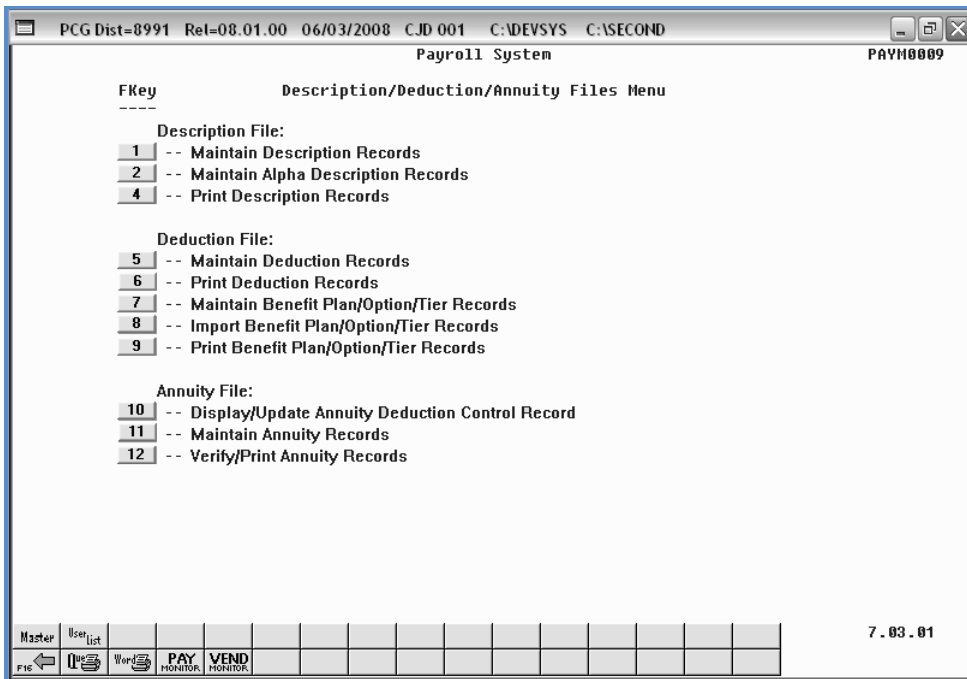 PCG Dist=8991 Rel=08.01.00 06/03/2008 CJD 001 C:\DEVSYS C:\SECOND
Payroll System PAYM0009
FKey Description/Deduction/Annuity Files Menu
----
Description File:
1 -- Maintain Description Records
2 -- Maintain Alpha Description Records
4 -- Print Description Records
Deduction File:
5 -- Maintain Deduction Records
6 -- Print Deduction Records
7 -- Maintain Benefit Plan/Option/Tier Records
8 -- Import Benefit Plan/Option/Tier Records
9 -- Print Benefit Plan/Option/Tier Records
Annuity File:
10 -- Display/Update Annuity Deduction Control Record
11 -- Maintain Annuity Records
12 -- Verify/Print Annuity Records
Master User list 7.03.01
F16 Que Word PAY MONITOR VEND MONITOR